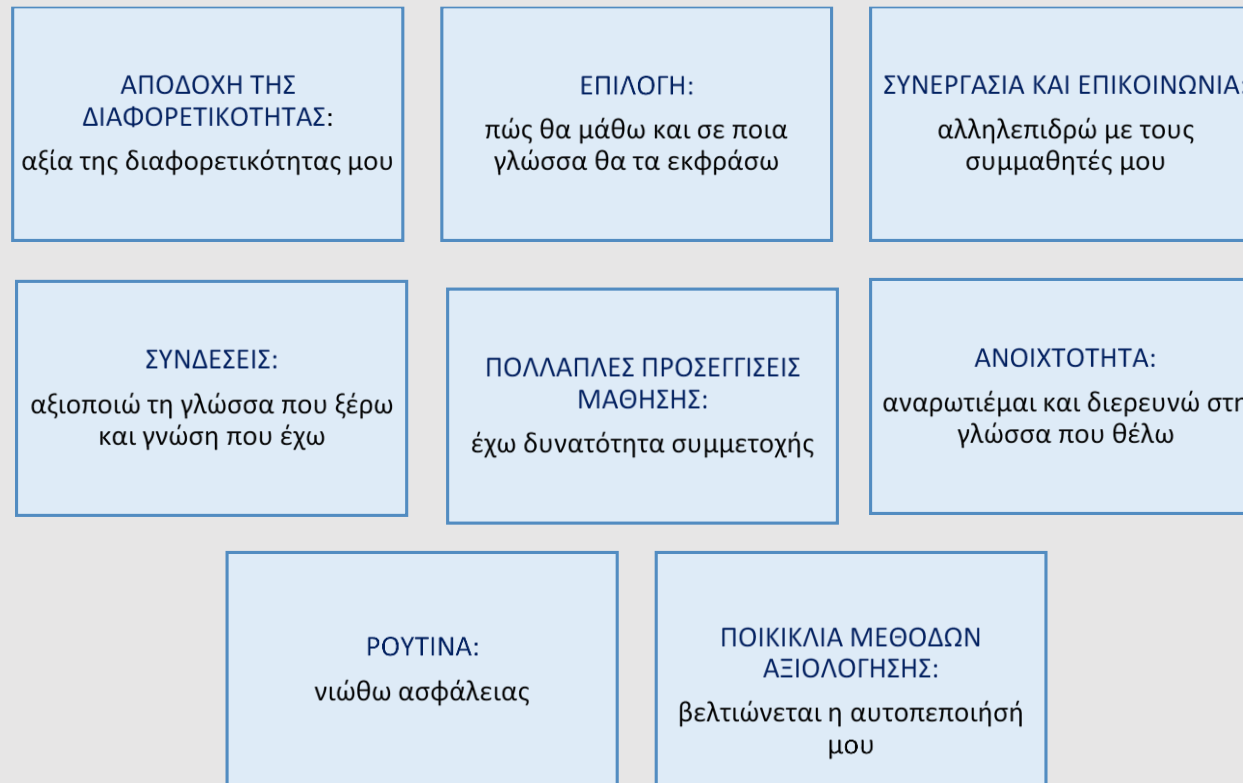 ΑΠΟΔΟΧΗ ΤΗΣ
ΔΙΑΦΟΡΕΤΙΚΟΤΗΤΑΣ:
αξία της διαφορετικότητας μου
ΕΠΙΛΟΓΗ:
πώς θα μάθω και σε ποια
γλώσσα θα τα εκφράσω
ΣΥΝΕΡΓΑΣΙΑ ΚΑΙ ΕΠΙΚΟΙΝΩΝΙΑ:
αλληλεπιδρώ με τους
συμμαθητές μου
ΣΥΝΔΕΣΕΙΣ:
αξιοποιώ τη γλώσσα που ξέρω
και γνώση που έχω
ΠΟΛΛΑΠΛΕΣ ΠΡΟΣΕΓΓΙΣΕΙΣ
ΜΑΘΗΣΗΣ:
έχω δυνατότητα συμμετοχής
ΑΝΟΙΧΤΟΤΗΤΑ:
αναρωτιέμαι και διερευνώ στη
γλώσσα που θέλω
ΡΟΥΤΙΝΑ:
νιώθω ασφάλειας
ΠΟΙΚΙΚΛΙΑ ΜΕΘΟΔΩΝ
ΑΞΙΟΛΟΓΗΣΗΣ:
βελτιώνεται η αυτοπεποιήσή
μου